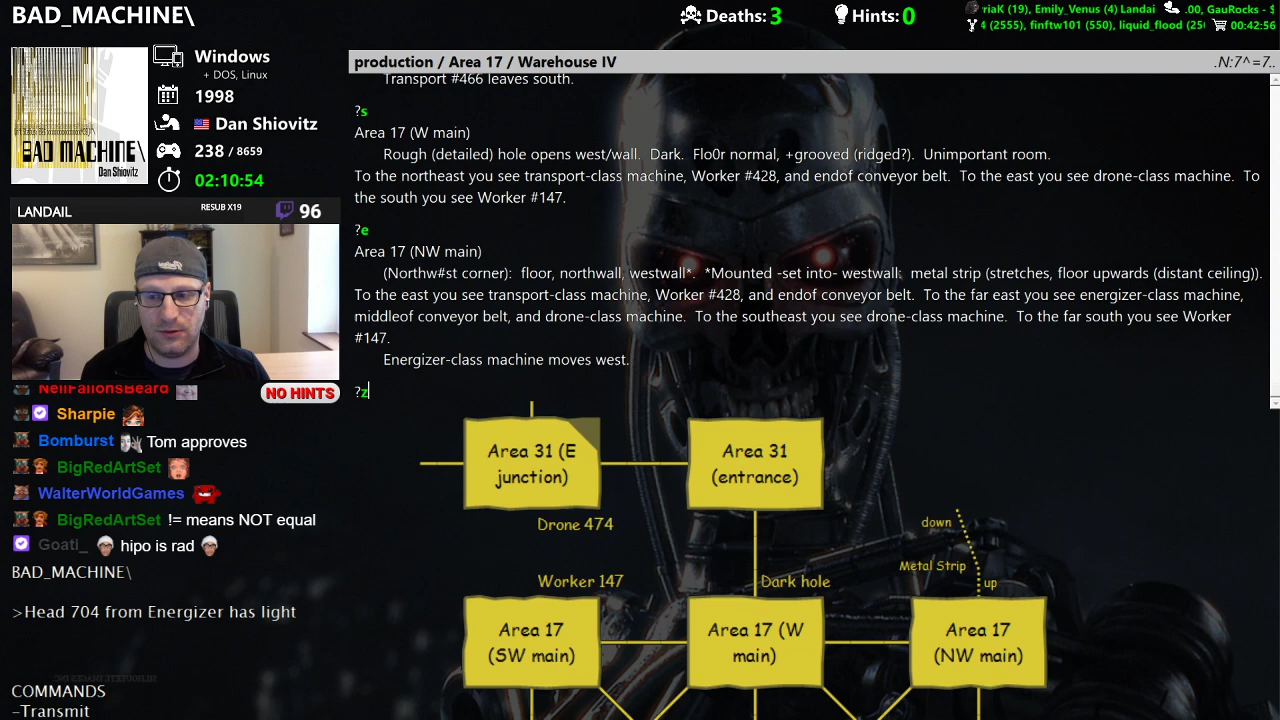 BAD_MACHINE\
Deaths: 3
Hints: 0
riaK (19), Emily_Venus (4) Landai
.00, GauRocks - $
4 (2555), finftw101 (550), liquid_flood (25
00:42:56
BAD MACHINE\
Dan Shiovitz
Windows
+ DOS, Linux
1998
Dan Shiovitz
238 / 8659
02:10:54
LANDAIL
RESUB X19
96
NeilFallonsBeard
NO HINTS
Sharpie
Bomburst Tom approves
BigRedArtSet
WalterWorldGames
BigRedArtSet != means NOT equal
Goati_ hipo is rad
BAD_MACHINE\
>Head 704 from Energizer has light
COMMANDS
-Transmit
production / Area 17 / Warehouse IV
.N:7^=7..
Transport #466 leaves south.
?s
Area 17 (W main)
Rough (detailed) hole opens west/wall. Dark. Flo0r normal, +grooved (ridged?). Unimportant room.
To the northeast you see transport-class machine, Worker #428, and endof conveyor belt. To the east you see drone-class machine. To
the south you see Worker #147.
?e
Area 17 (NW main)
(Northw#st corner): floor, northwall, westwall*. *Mounted -set into- westwall: metal strip (stretches, floor upwards (distant ceiling)).
To the east you see transport-class machine, Worker #428, and endof conveyor belt. To the far east you see energizer-class machine,
middleof conveyor belt, and drone-class machine. To the southeast you see drone-class machine. To the far south you see Worker
#147.
Energizer-class machine moves west.
?z
Area 31 (E
junction)
Area 31
(entrance)
Drone 474
down
Metal Strip
up
Worker 147
Dark hole
Area 17
(SW main)
Area 17 (W
main)
Area 17
(NW main)